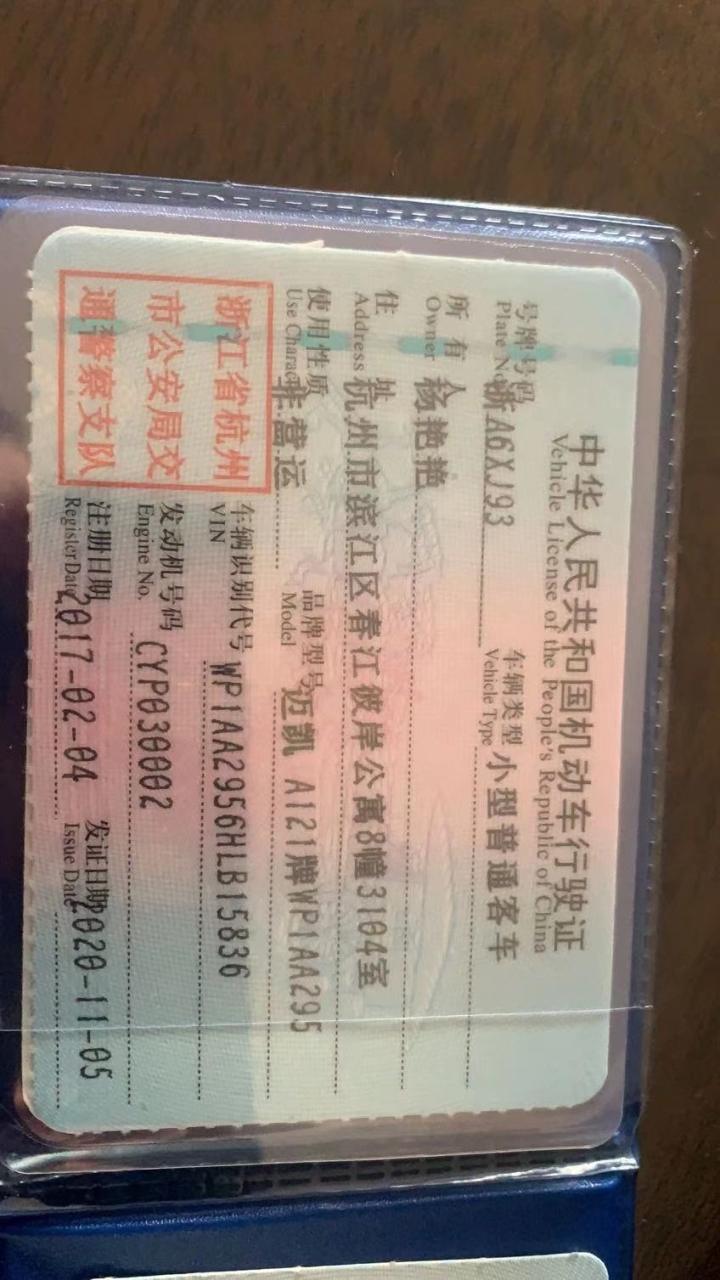 中华人民共和国机动车行驶证
Vehicle License of the People's Republic of China
号牌号码 浙A6XJ93 车辆类型 小型普通客车
Plate No. Vehicle Type
所有人 杨艳艳
Owner
住址 杭州市滨江区春江彼岸公寓8幢3104室
Address
使用性质 非营运 品牌型号 迈凯 A121牌WP1AA295
Use Character Model
浙江省杭州
市公安局交
通警察支队
车辆识别代号 WP1AA2956HLB15836
VIN
发动机号码 CYP030002
Engine No.
注册日期 2017-02-04 发证日期 2020-11-05
Register Date Issue Date